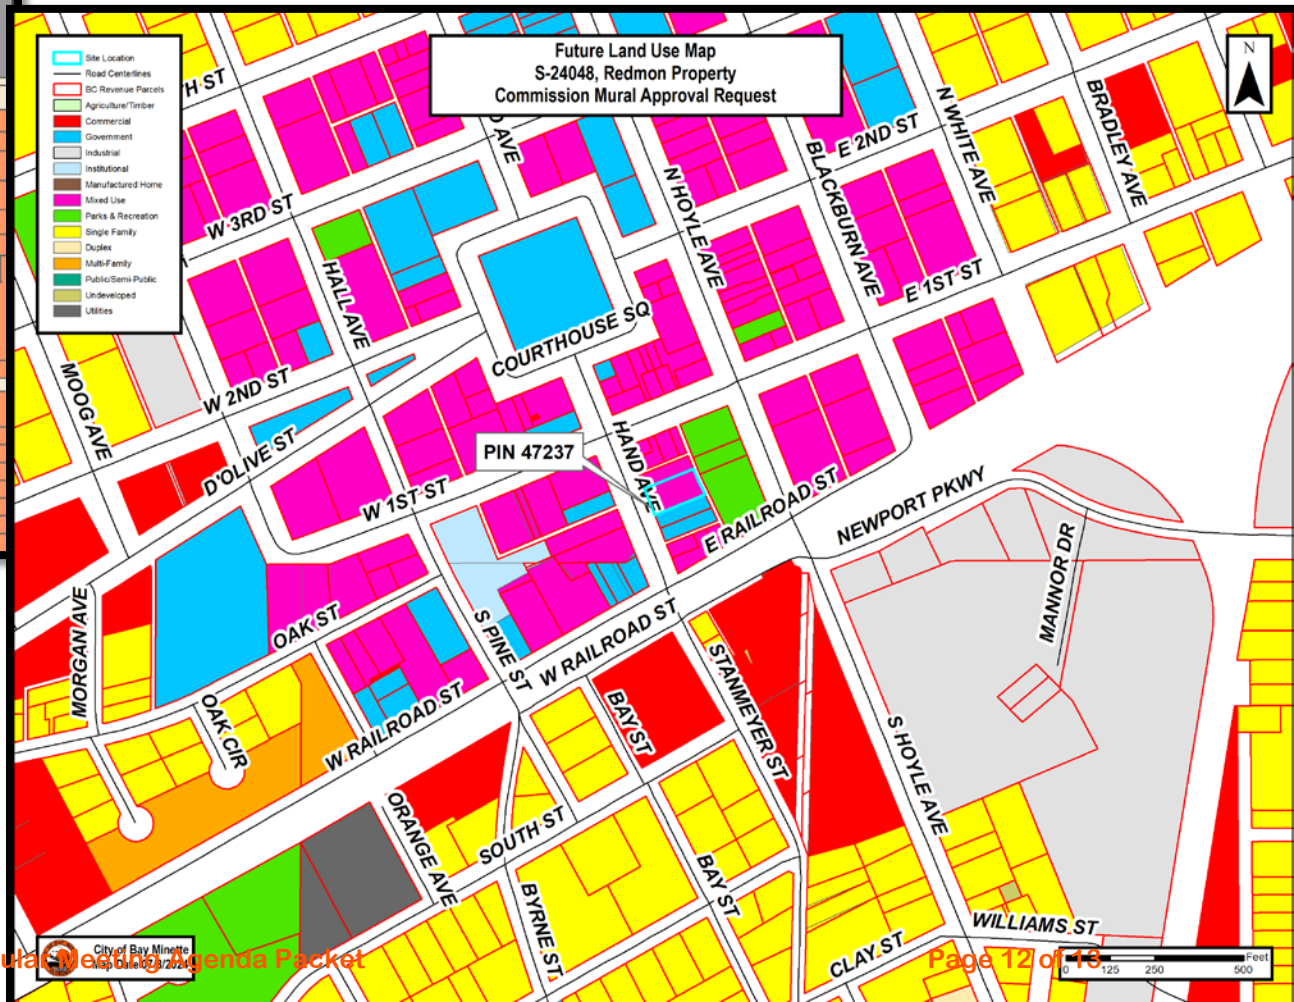 Future Land Use Map
S-24048, Redmon Property
Commission Mural Approval Request
N
Site Location
Road Centerlines
BC Revenue Parcels
Agriculture/Timber
Commercial
Government
Industrial
Institutional
Manufactured Home
Mixed Use
Parks & Recreation
Single Family
Duplex
Multi-Family
Public/Semi-Public
Undeveloped
Utilities
TH ST
D AVE
W 3RD ST
HALL AVE
N HOYLE AVE
BLACKBURN AVE
E 2ND ST
N WHITE AVE
BRADLEY AVE
E 1ST ST
COURTHOUSE SQ
MOOG AVE
W 2ND ST
D'OLIVE ST
W 1ST ST
PIN 47237
HAND AVE
E RAILROAD ST
NEWPORT PKWY
MANNOR DR
MORGAN AVE
OAK ST
S PINE ST
W RAILROAD ST
OAK CIR
W RAILROAD ST
BAY ST
STANMEYER ST
S HOYLE AVE
ORANGE AVE
SOUTH ST
BYRNE ST
BAY ST
CLAY ST
WILLIAMS ST
City of Bay Minette
Map Date
ular Meeting Agenda Packet
Page 12 of 13
Feet
0 125 250 500